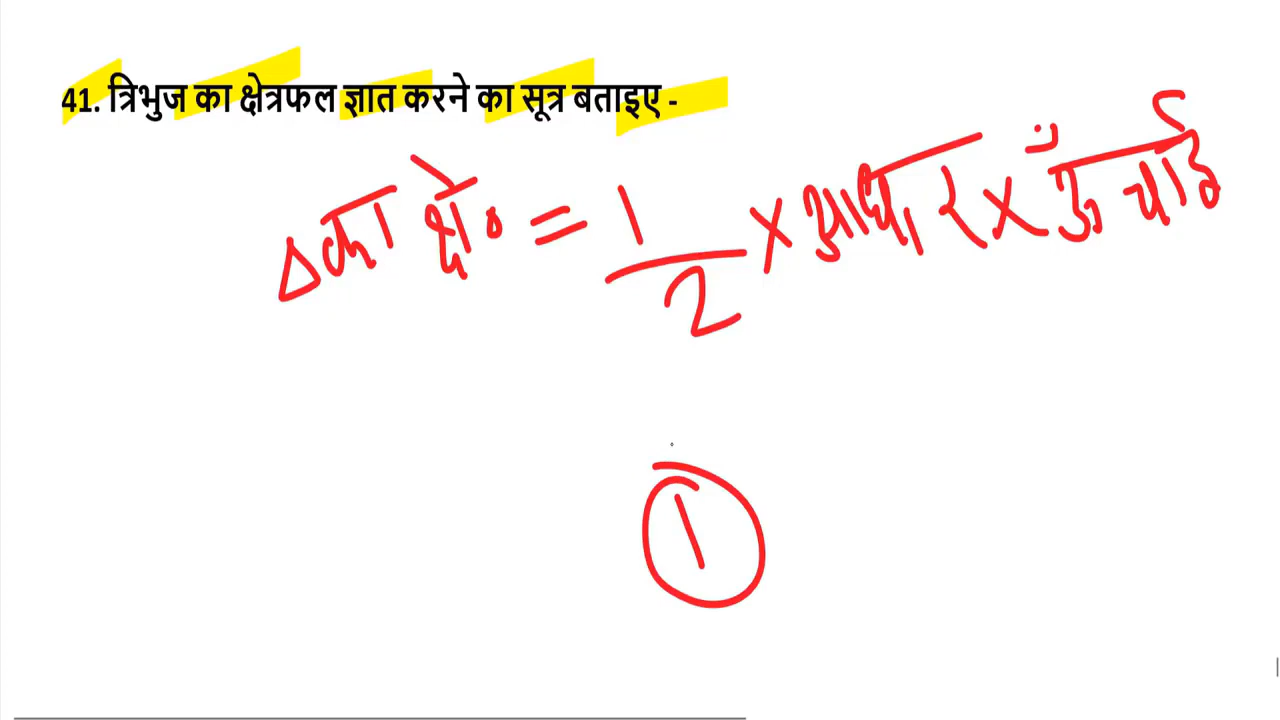 41. त्रिभुज का क्षेत्रफल ज्ञात करने का सूत्र बताइए -
Δ का क्षे० = 1/2 × आधार × ऊँचाई
1